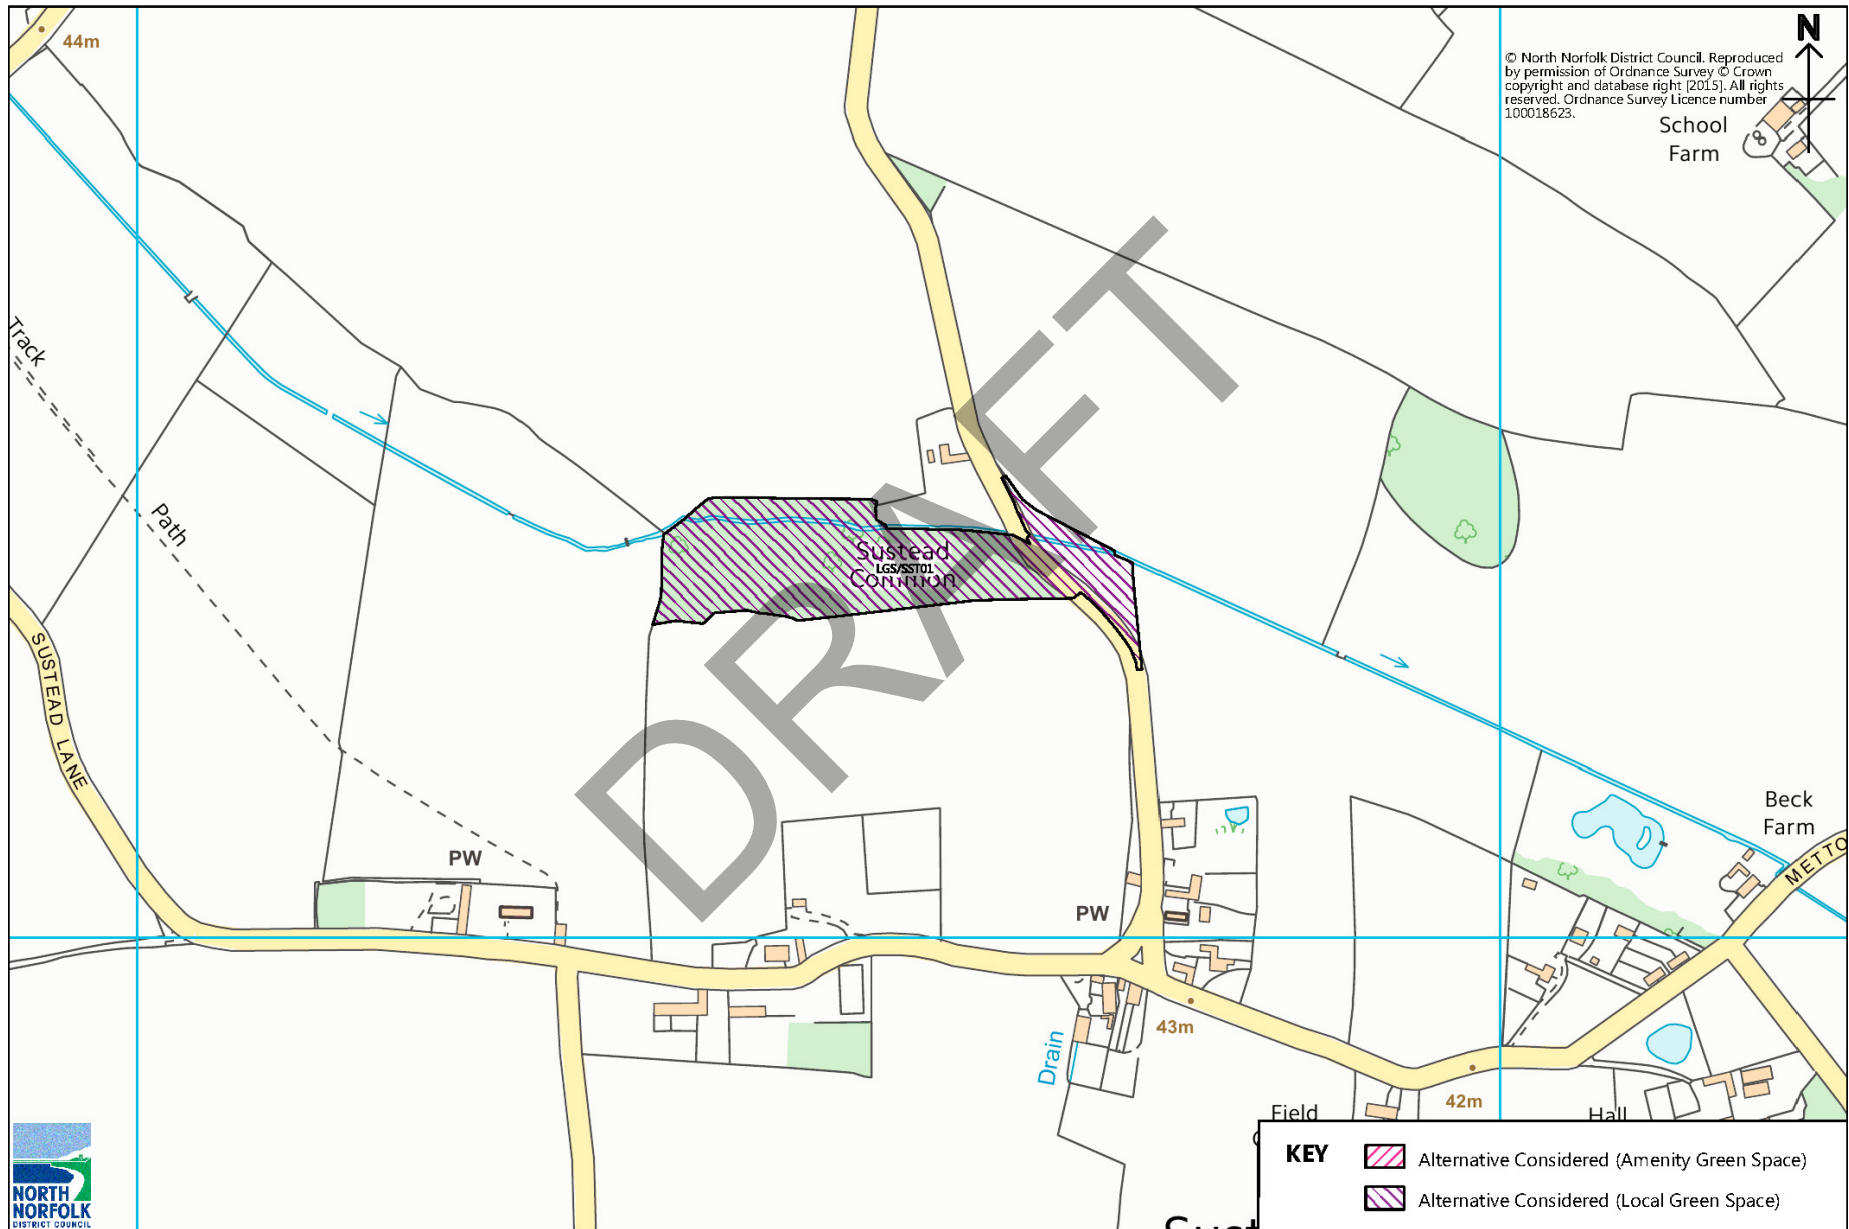 44m
N
© North Norfolk District Council. Reproduced
by permission of Ordnance Survey © Crown
copyright and database right [2015]. All rights
reserved. Ordnance Survey Licence number
100018623.
School
Farm
Track
Path
Sustead
LGS/SST01
Common
DRAFT
SUSTEAD LANE
Beck
Farm
METTO
PW
PW
43m
Drain
42m
Field
Hall
KEY
Alternative Considered (Amenity Green Space)
Alternative Considered (Local Green Space)
Sust
NORTH
NORFOLK
DISTRICT COUNCIL